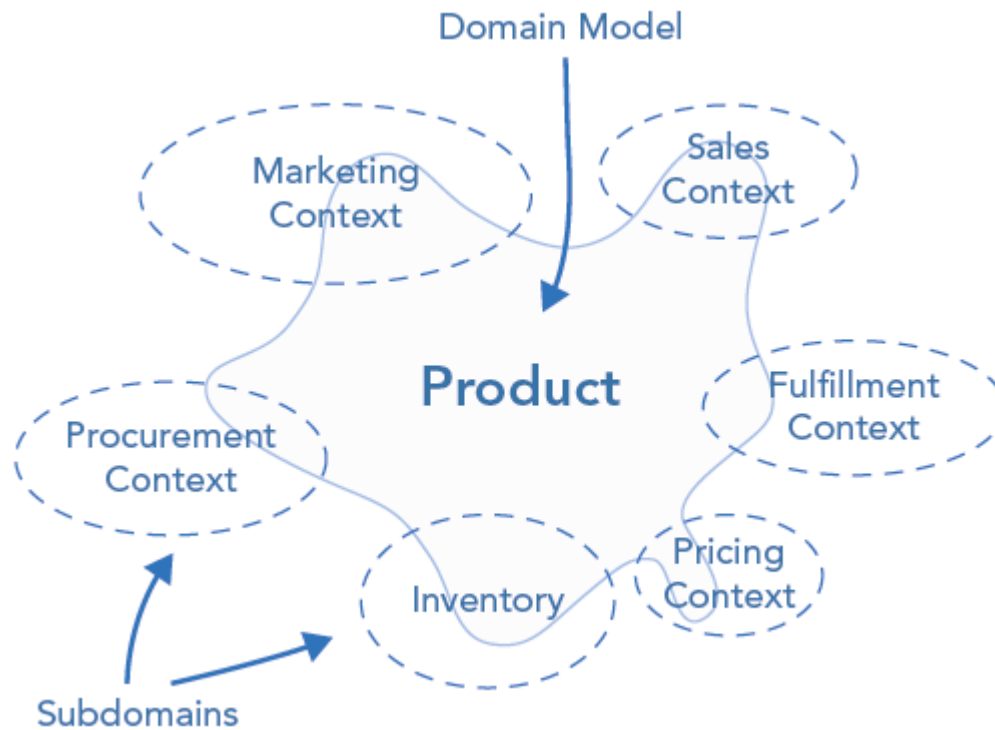 Domain Model
Marketing
Context
Sales
Context
Product
Fulfillment
Context
Procurement
Context
Pricing
Context
Inventory
Subdomains